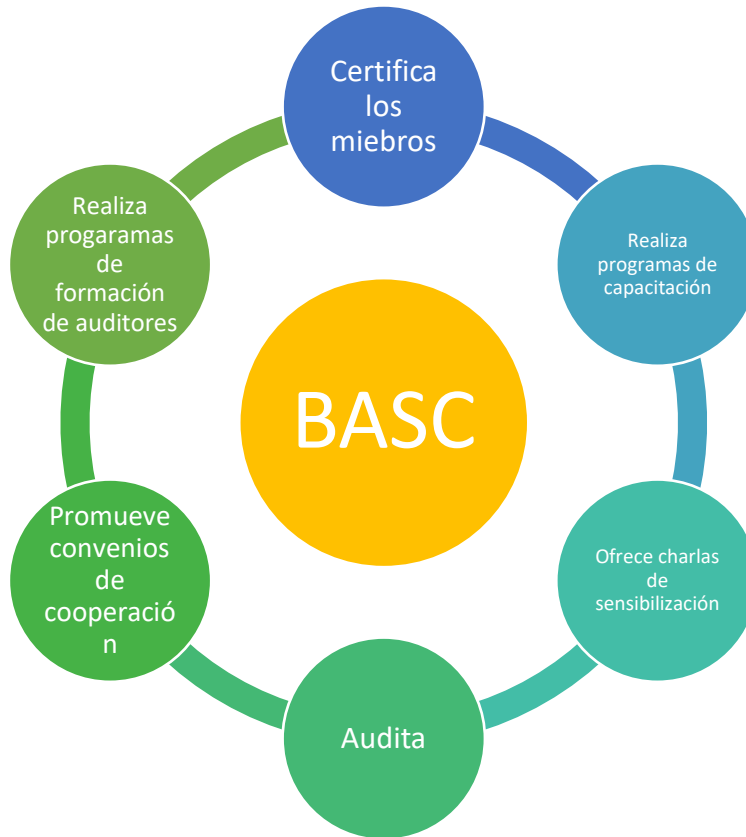 Certifica
los
miebros
Realiza
programas de
capacitación
Ofrece charlas
de
sensibilización
Audita
Promueve
convenios
de
cooperació
n
Realiza
progaramas
de
formación
de auditores
BASC